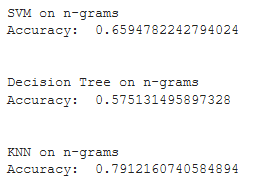 SVM on n-grams
Accuracy:  0.6594782242794024
Decision Tree on n-grams
Accuracy:  0.575131495897328
KNN on n-grams
Accuracy:  0.7912160740584894